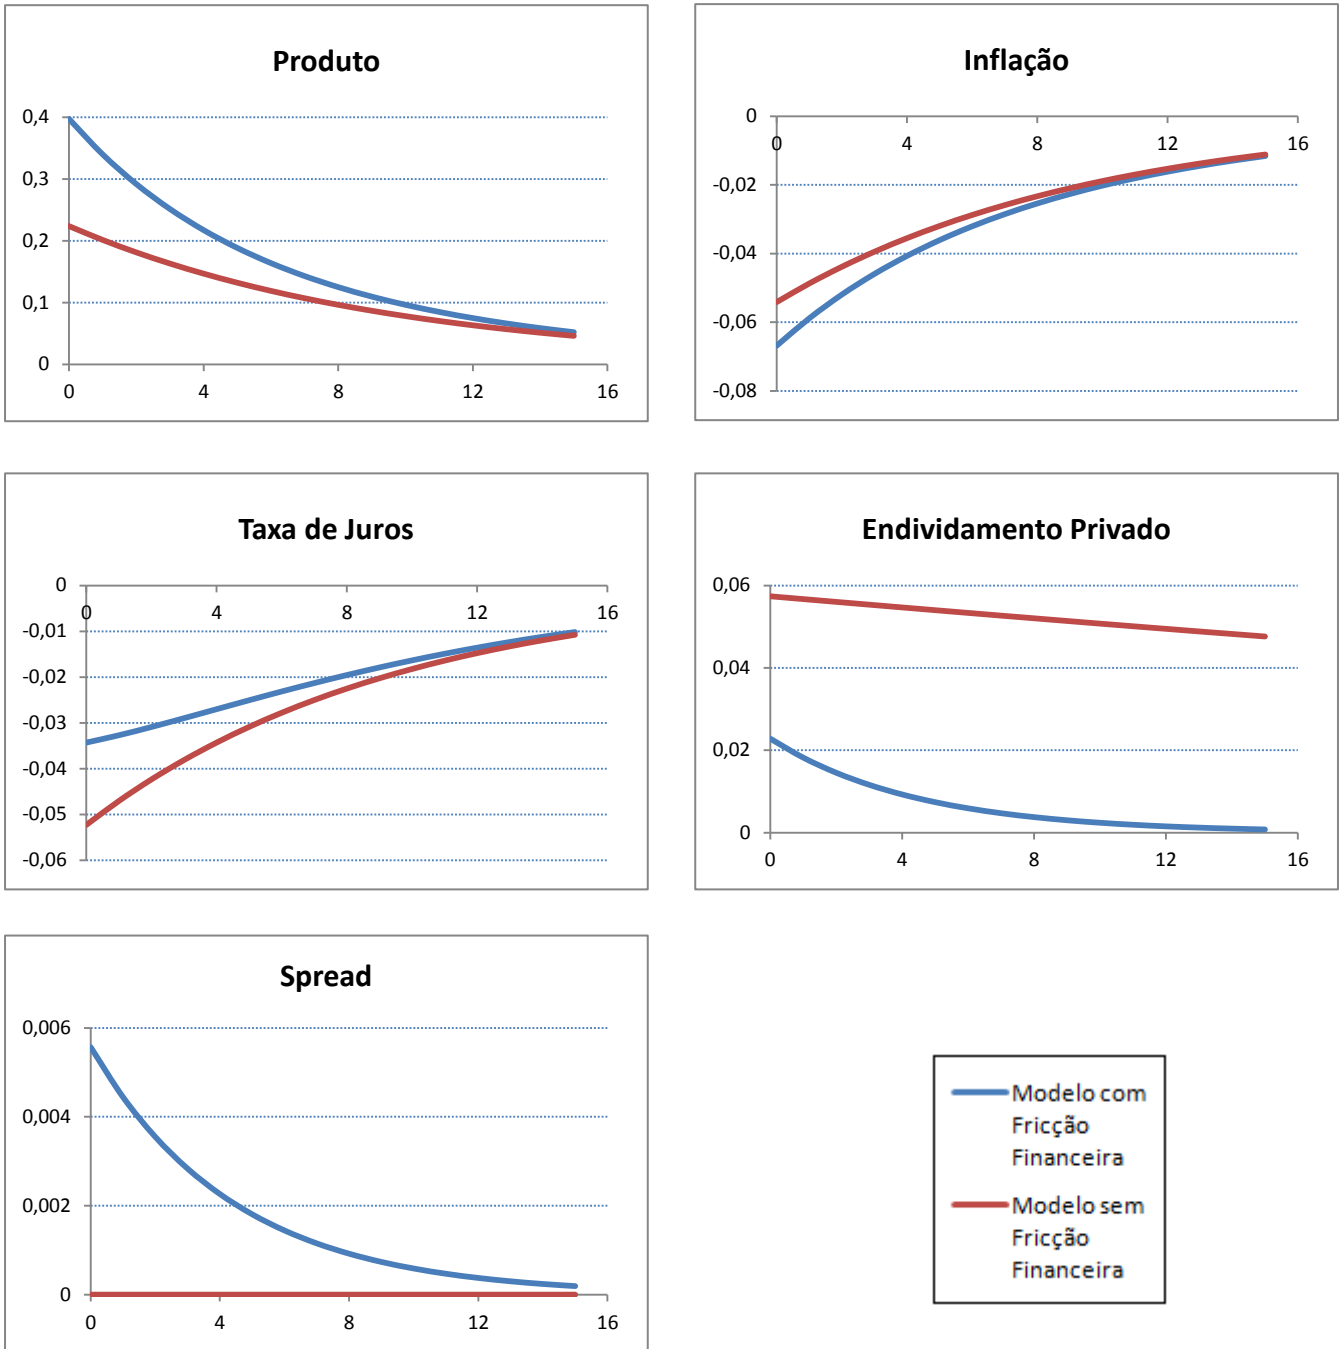 Produto
0,4
0,3
0,2
0,1
0
0 4 8 12 16
Inflação
0
0 4 8 12 16
-0,02
-0,04
-0,06
-0,08
Taxa de Juros
0
0 4 8 12 16
-0,01
-0,02
-0,03
-0,04
-0,05
-0,06
Endividamento Privado
0,06
0,04
0,02
0
0 4 8 12 16
Spread
0,006
0,004
0,002
0
0 4 8 12 16
Modelo com
Fricção
Financeira
Modelo sem
Fricção
Financeira